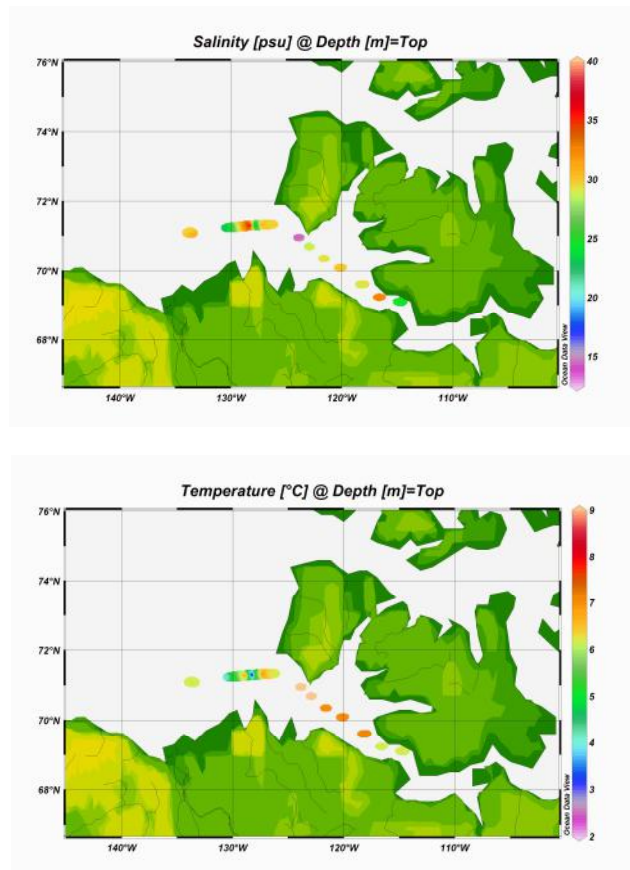 Salinity [psu] @ Depth [m]=Top
76°N
74°N
72°N
70°N
68°N
140°W
130°W
120°W
110°W
40
35
30
25
20
15
Ocean Data View
Temperature [°C] @ Depth [m]=Top
76°N
74°N
72°N
70°N
68°N
140°W
130°W
120°W
110°W
9
8
7
6
5
4
3
2
Ocean Data View